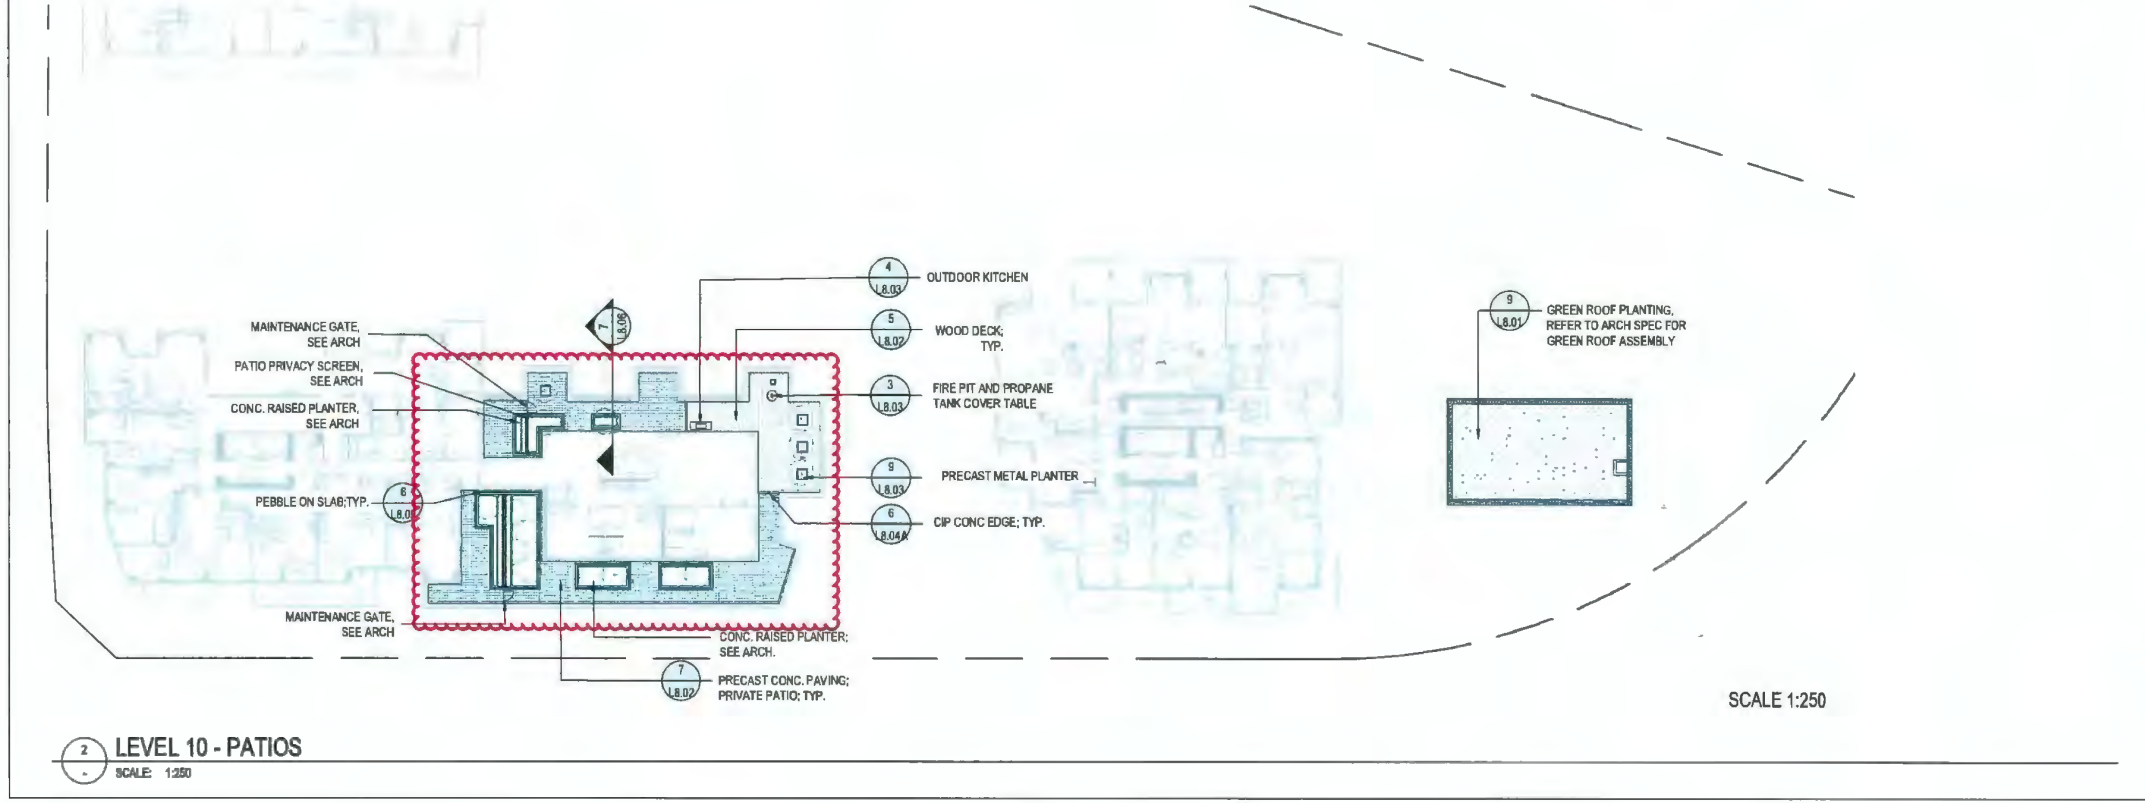 4
L8.03
OUTDOOR KITCHEN
5
L8.02
WOOD DECK;
TYP.
3
L8.03
FIRE PIT AND PROPANE
TANK COVER TABLE
9
L8.03
PRECAST METAL PLANTER
6
L8.04A
CIP CONC EDGE; TYP.
9
L8.01
GREEN ROOF PLANTING,
REFER TO ARCH SPEC FOR
GREEN ROOF ASSEMBLY
7
L8.06
MAINTENANCE GATE,
SEE ARCH
PATIO PRIVACY SCREEN,
SEE ARCH
CONC. RAISED PLANTER,
SEE ARCH
PEBBLE ON SLAB;TYP.
6
MAINTENANCE GATE,
SEE ARCH
CONC. RAISED PLANTER;
SEE ARCH.
7
L8.02
PRECAST CONC. PAVING;
PRIVATE PATIO; TYP.
SCALE 1:250
2
-
LEVEL 10 - PATIOS
SCALE: 1:250